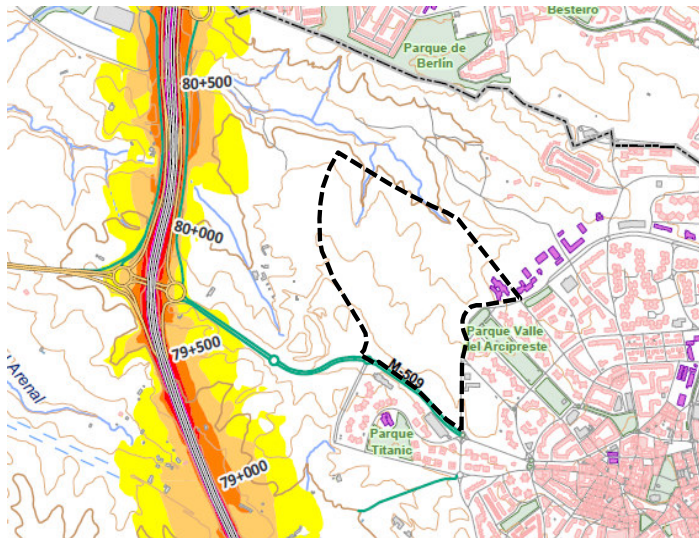 Besteiro
Parque de
Berlín
80+500
80+000
79+500
Parque Valle
del Arcipreste
M-509
Arenal
Parque
Titanic
79+000